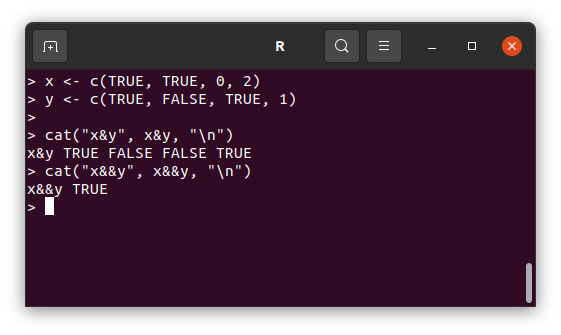 R
> x <- c(TRUE, TRUE, 0, 2)
> y <- c(TRUE, FALSE, TRUE, 1)
>
> cat("x&y", x&y, "\n")
x&y TRUE FALSE FALSE TRUE
> cat("x&&y", x&&y, "\n")
x&&y TRUE
>